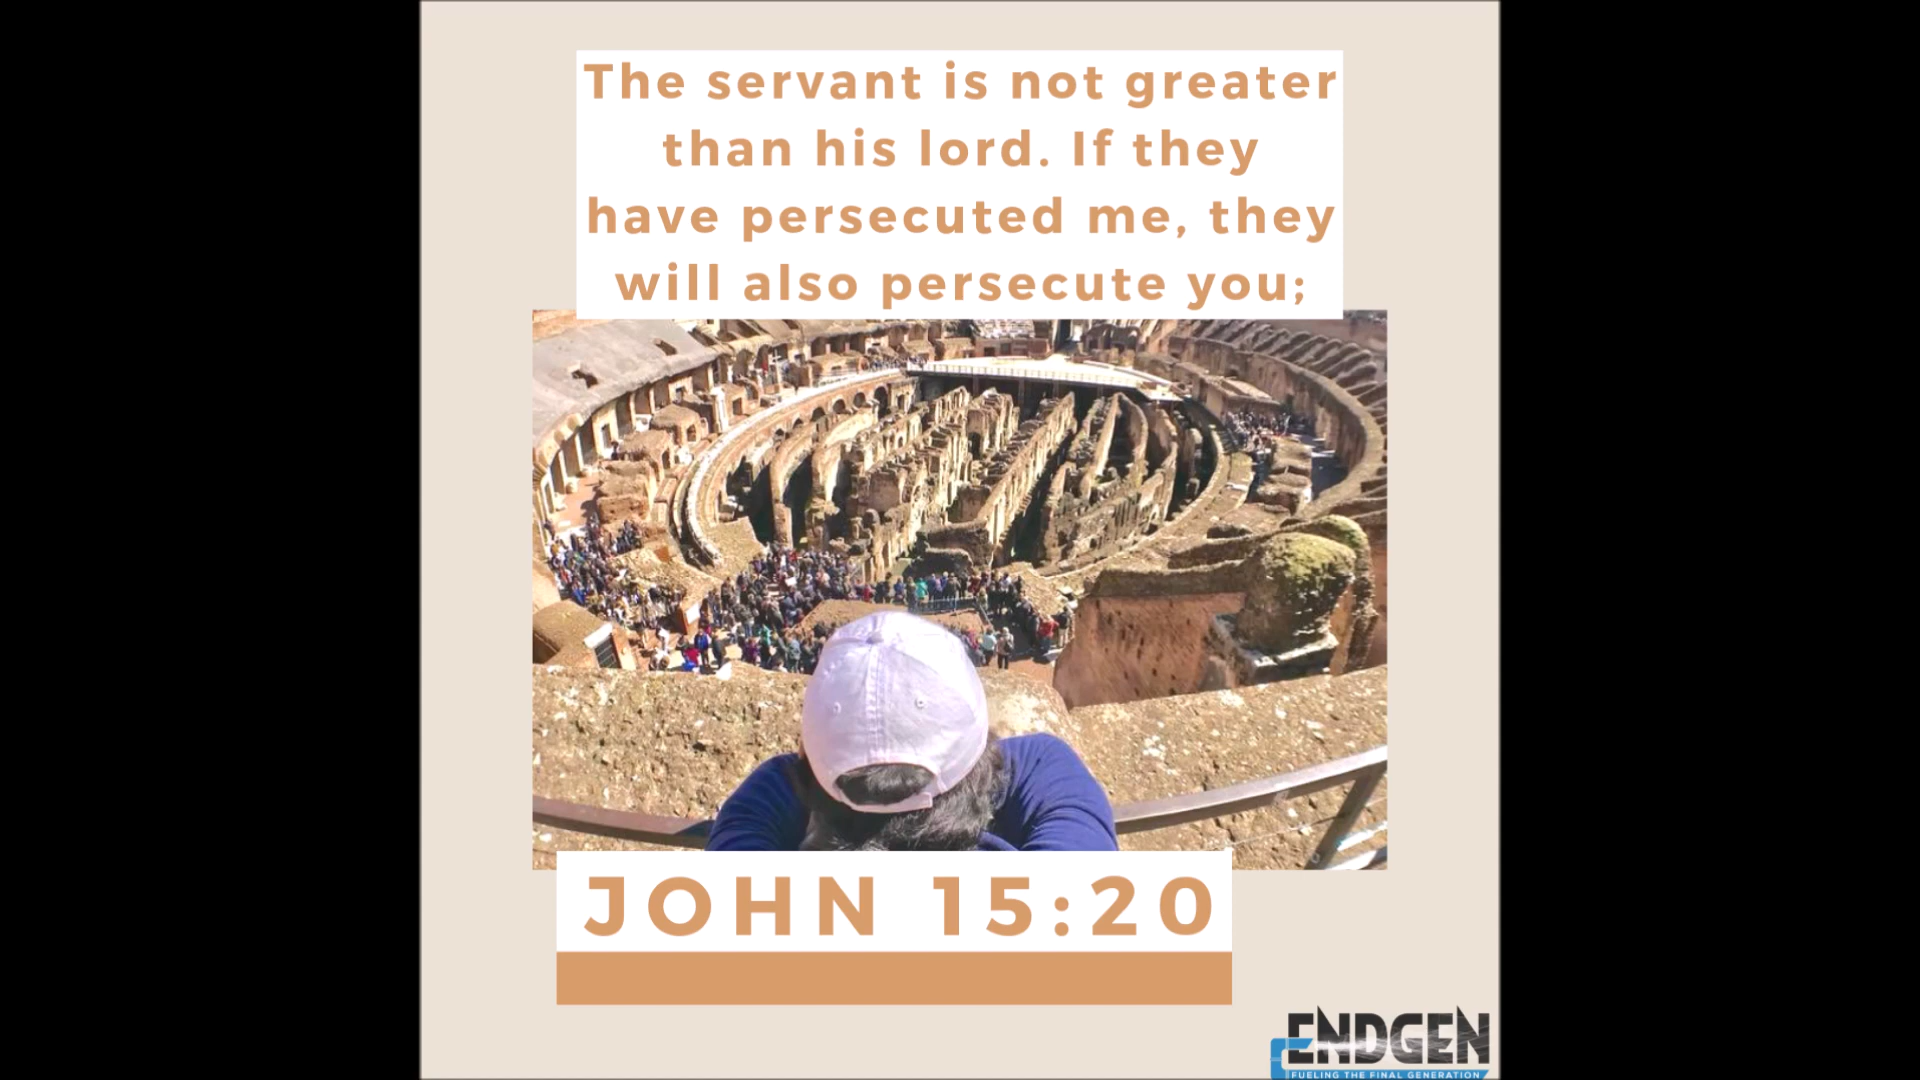 The servant is not greater
than his lord. If they
have persecuted me, they
will also persecute you;
JOHN 15:20
ENDGEN
FUELING THE FINAL GENERATION